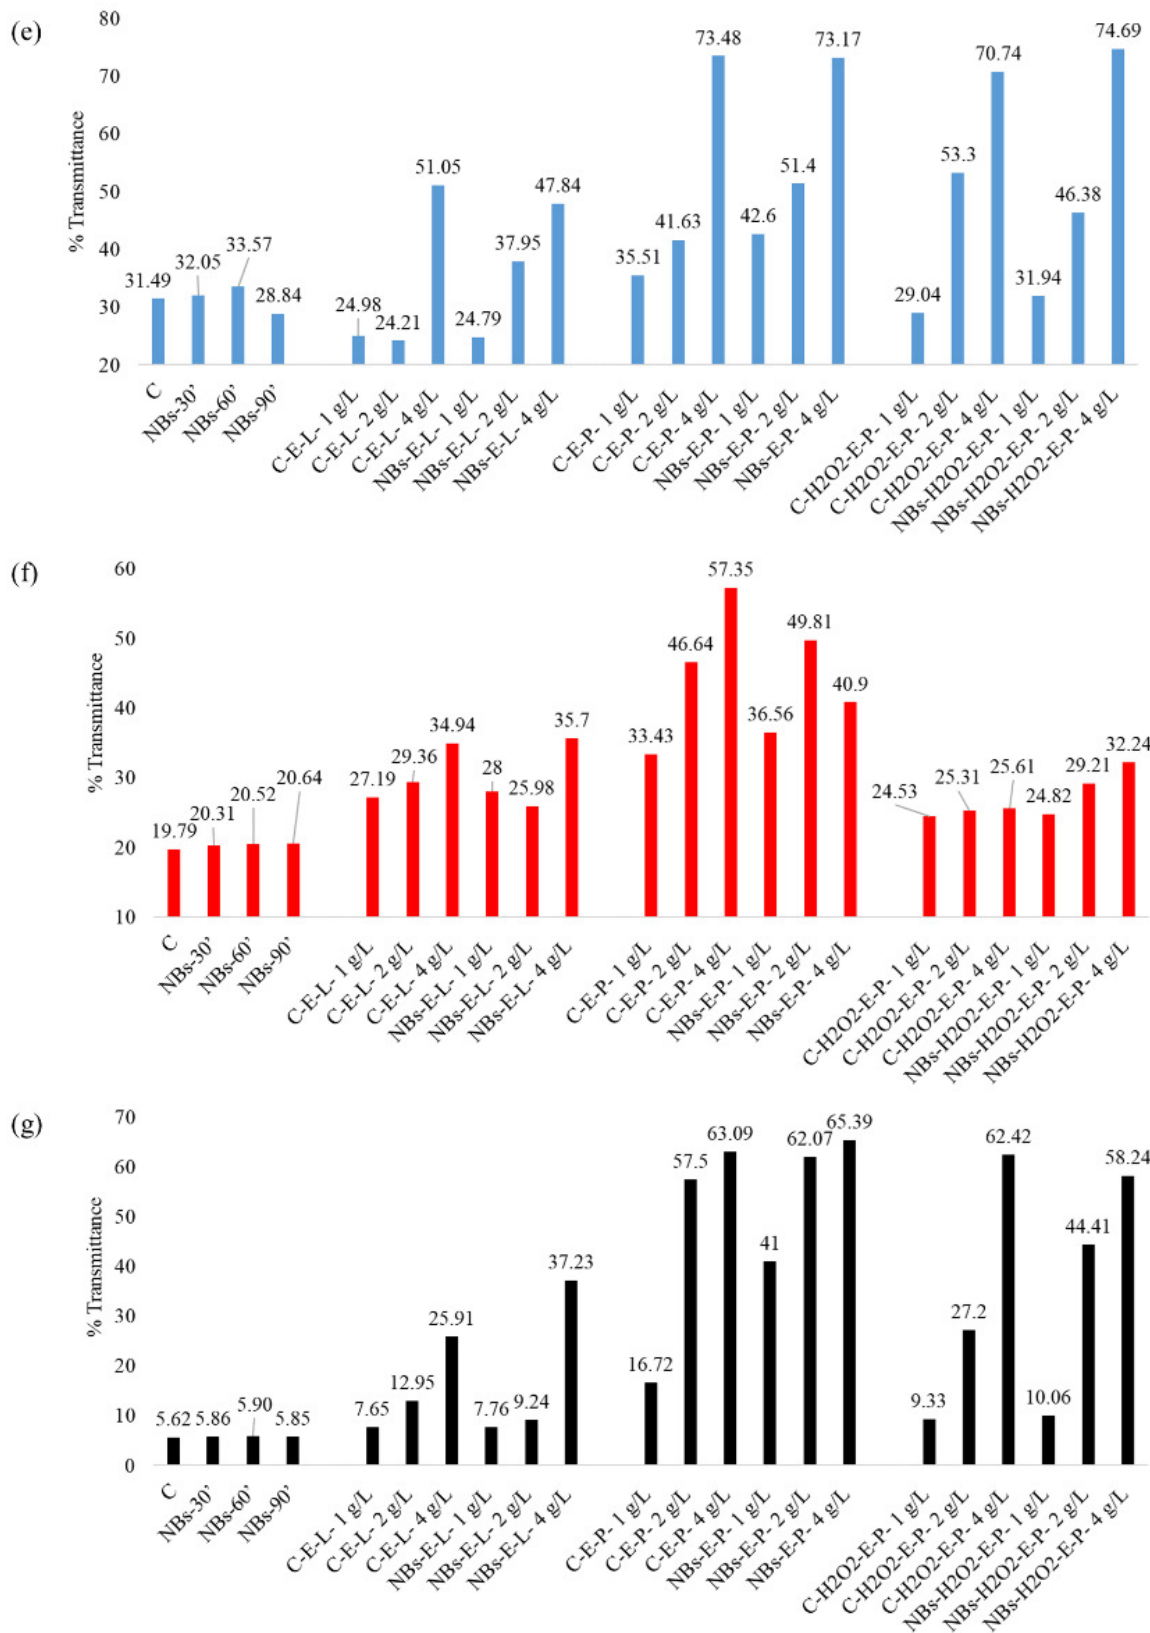 (e)
% Transmittance
80
70
60
50
40
30
20
31.49
32.05
33.57
28.84
24.98
24.21
51.05
24.79
37.95
47.84
35.51
41.63
73.48
42.6
51.4
73.17
29.04
53.3
70.74
31.94
46.38
74.69
C
NBs-30’
NBs-60’
NBs-90’
C-E-L- 1 g/L
C-E-L- 2 g/L
C-E-L- 4 g/L
NBs-E-L- 1 g/L
NBs-E-L- 2 g/L
NBs-E-L- 4 g/L
C-E-P- 1 g/L
C-E-P- 2 g/L
C-E-P- 4 g/L
NBs-E-P- 1 g/L
NBs-E-P- 2 g/L
NBs-E-P- 4 g/L
C-H2O2-E-P- 1 g/L
C-H2O2-E-P- 2 g/L
C-H2O2-E-P- 4 g/L
NBs-H2O2-E-P- 1 g/L
NBs-H2O2-E-P- 2 g/L
NBs-H2O2-E-P- 4 g/L
(f)
% Transmittance
60
50
40
30
20
10
19.79
20.31
20.52
20.64
27.19
29.36
34.94
28
25.98
35.7
33.43
46.64
57.35
36.56
49.81
40.9
24.53
25.31
25.61
24.82
29.21
32.24
C
NBs-30’
NBs-60’
NBs-90’
C-E-L- 1 g/L
C-E-L- 2 g/L
C-E-L- 4 g/L
NBs-E-L- 1 g/L
NBs-E-L- 2 g/L
NBs-E-L- 4 g/L
C-E-P- 1 g/L
C-E-P- 2 g/L
C-E-P- 4 g/L
NBs-E-P- 1 g/L
NBs-E-P- 2 g/L
NBs-E-P- 4 g/L
C-H2O2-E-P- 1 g/L
C-H2O2-E-P- 2 g/L
C-H2O2-E-P- 4 g/L
NBs-H2O2-E-P- 1 g/L
NBs-H2O2-E-P- 2 g/L
NBs-H2O2-E-P- 4 g/L
(g)
% Transmittance
70
60
50
40
30
20
10
0
5.62
5.86
5.90
5.85
7.65
12.95
25.91
7.76
9.24
37.23
16.72
57.5
63.09
41
62.07
65.39
9.33
27.2
62.42
10.06
44.41
58.24
C
NBs-30’
NBs-60’
NBs-90’
C-E-L- 1 g/L
C-E-L- 2 g/L
C-E-L- 4 g/L
NBs-E-L- 1 g/L
NBs-E-L- 2 g/L
NBs-E-L- 4 g/L
C-E-P- 1 g/L
C-E-P- 2 g/L
C-E-P- 4 g/L
NBs-E-P- 1 g/L
NBs-E-P- 2 g/L
NBs-E-P- 4 g/L
C-H2O2-E-P- 1 g/L
C-H2O2-E-P- 2 g/L
C-H2O2-E-P- 4 g/L
NBs-H2O2-E-P- 1 g/L
NBs-H2O2-E-P- 2 g/L
NBs-H2O2-E-P- 4 g/L